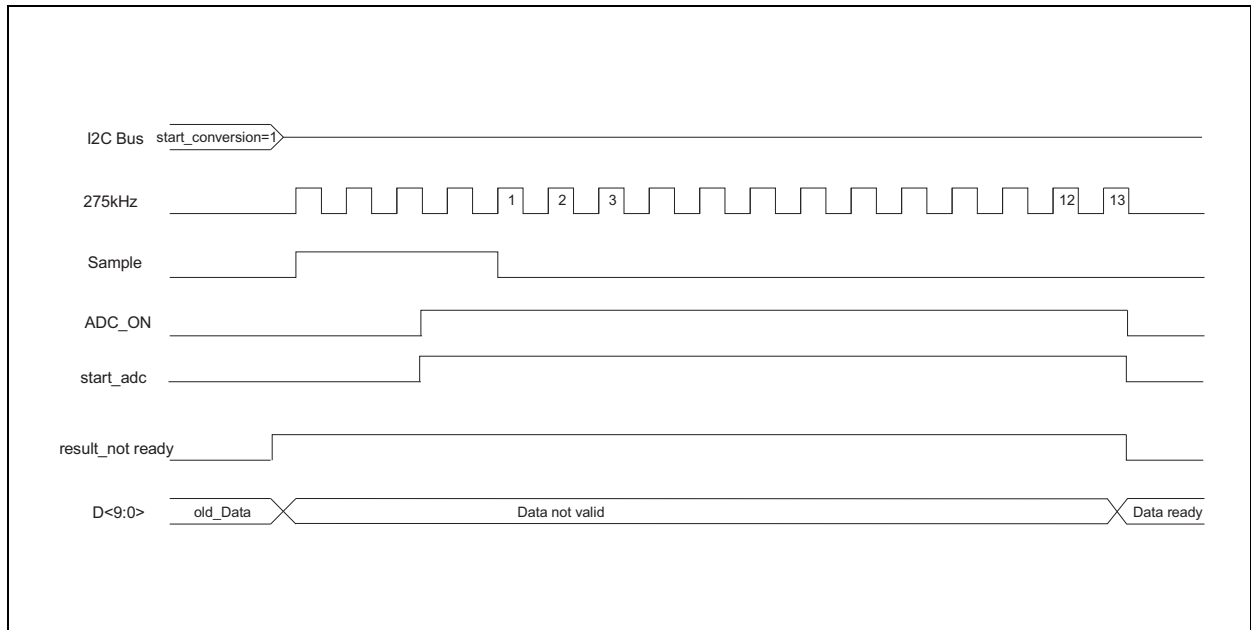 I2C Bus start_conversion=1
275kHz 1 2 3 12 13
Sample
ADC_ON
start_adc
result_not ready
D<9:0> old_Data Data not valid Data ready